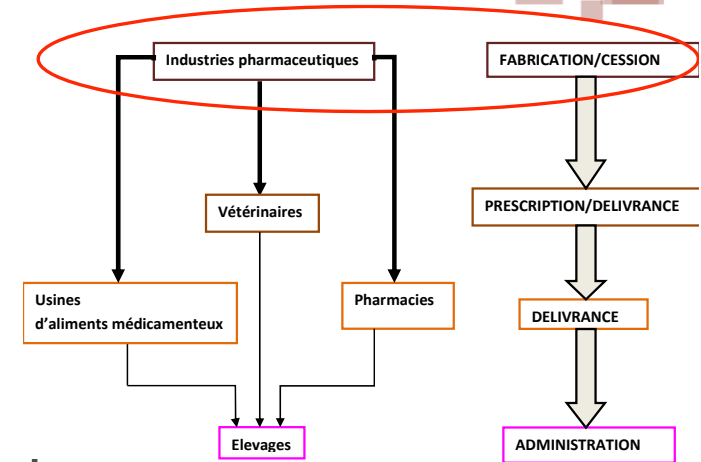 Industries pharmaceutiques
FABRICATION/CESSION
Vétérinaires
PRESCRIPTION/DELIVRANCE
Usines
d’aliments médicamenteux
Pharmacies
DELIVRANCE
Elevages
ADMINISTRATION